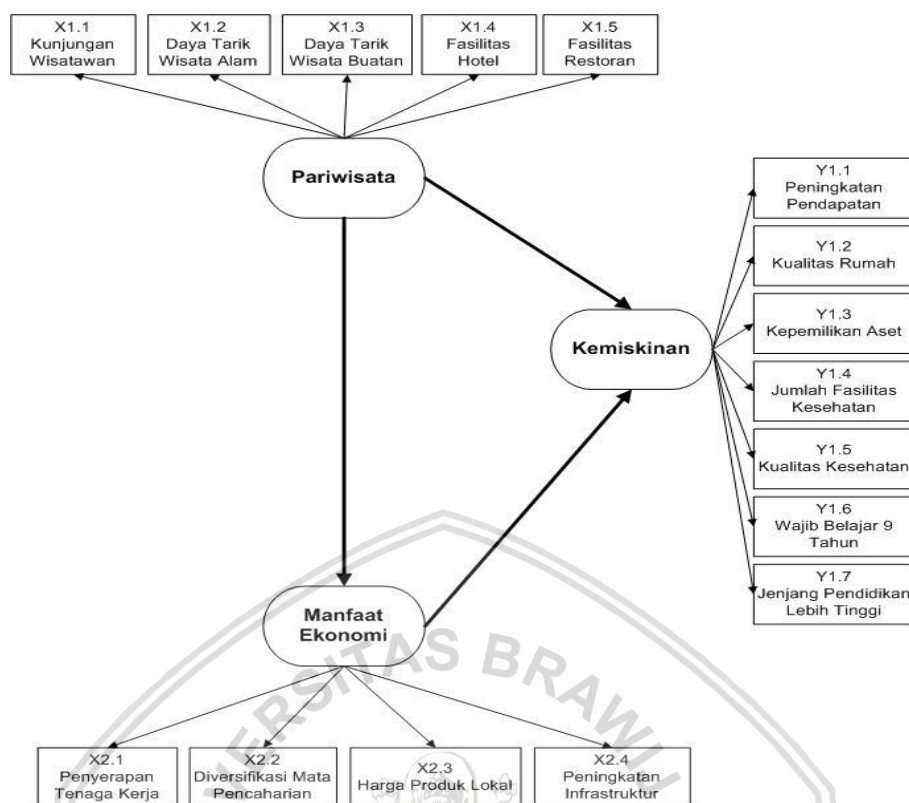 X1.1
Kunjungan
Wisatawan
X1.2
Daya Tarik
Wisata Alam
X1.3
Daya Tarik
Wisata Buatan
X1.4
Fasilitas
Hotel
X1.5
Fasilitas
Restoran
Pariwisata
Y1.1
Peningkatan
Pendapatan
Y1.2
Kualitas Rumah
Y1.3
Kepemilikan Aset
Kemiskinan
Y1.4
Jumlah Fasilitas
Kesehatan
Y1.5
Kualitas Kesehatan
Y1.6
Wajib Belajar 9
Tahun
Y1.7
Jenjang Pendidikan
Lebih Tinggi
Manfaat
Ekonomi
X2.1
Penyerapan
Tenaga Kerja
X2.2
Diversifikasi Mata
Pencaharian
X2.3
Harga Produk Lokal
X2.4
Peningkatan
Infrastruktur